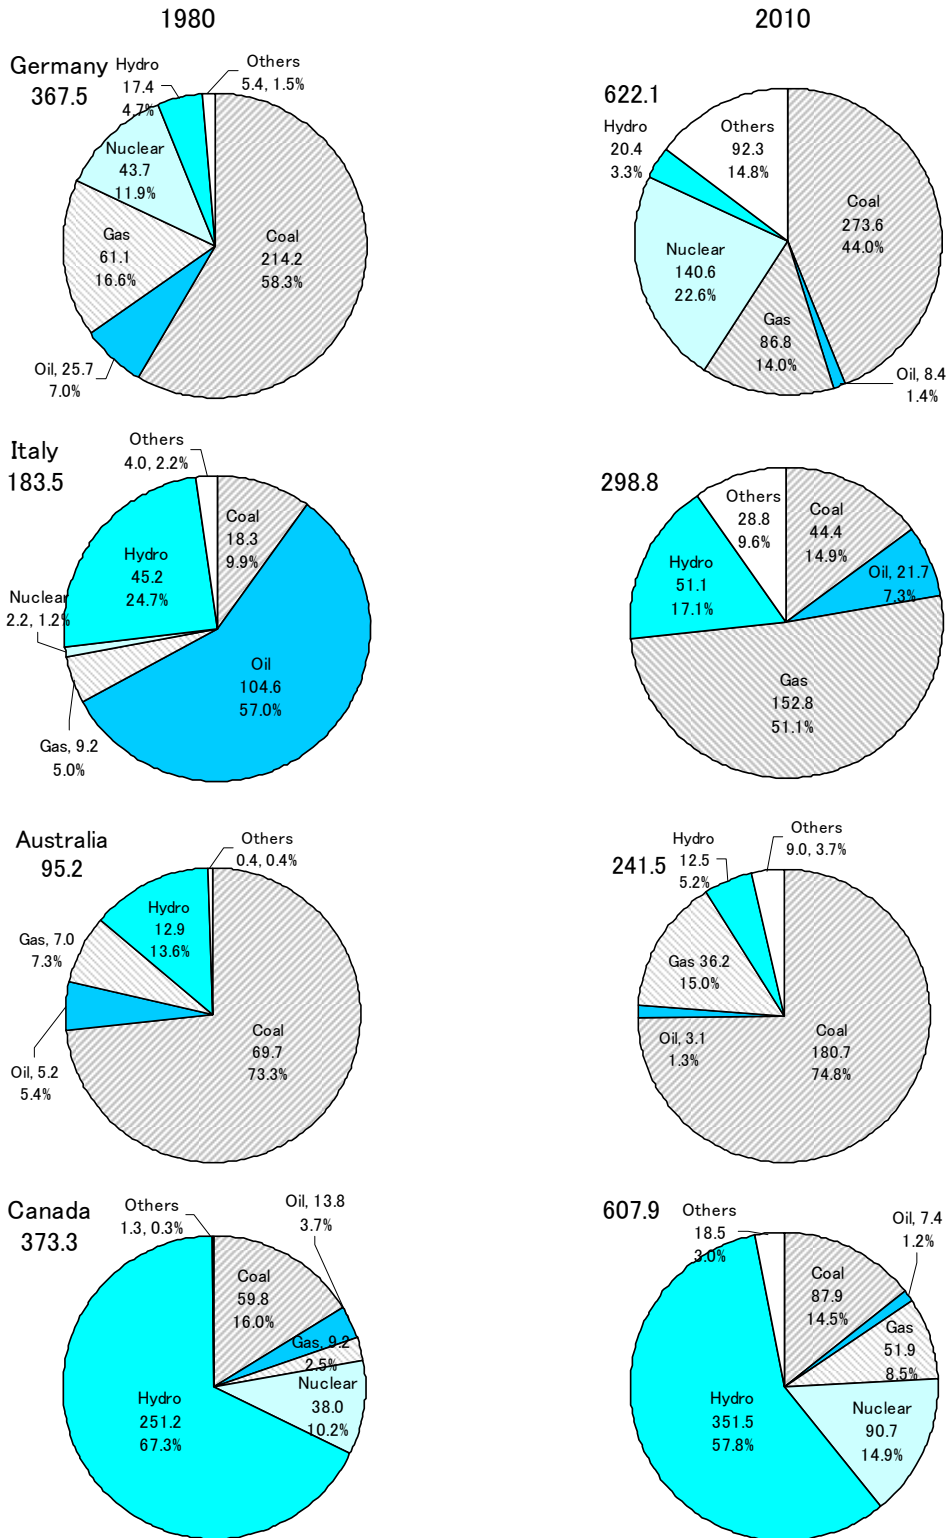 1980
2010
Germany
367.5
Hydro
17.4
4.7%
Others
5.4, 1.5%
Nuclear
43.7
11.9%
Gas
61.1
16.6%
Coal
214.2
58.3%
Oil, 25.7
7.0%
622.1
Hydro
20.4
3.3%
Others
92.3
14.8%
Coal
273.6
44.0%
Nuclear
140.6
22.6%
Gas
86.8
14.0%
Oil, 8.4
1.4%
Italy
183.5
Others
4.0, 2.2%
Coal
18.3
9.9%
Hydro
45.2
24.7%
Nuclear
2.2, 1.2%
Oil
104.6
57.0%
Gas, 9.2
5.0%
298.8
Others
28.8
9.6%
Coal
44.4
14.9%
Hydro
51.1
17.1%
Oil, 21.7
7.3%
Gas
152.8
51.1%
Australia
95.2
Others
0.4, 0.4%
Hydro
12.9
13.6%
Gas, 7.0
7.3%
Coal
69.7
73.3%
Oil, 5.2
5.4%
241.5
Hydro
12.5
5.2%
Others
9.0, 3.7%
Gas 36.2
15.0%
Oil, 3.1
1.3%
Coal
180.7
74.8%
Canada
373.3
Others
1.3, 0.3%
Oil, 13.8
3.7%
Coal
59.8
16.0%
Gas, 9.2
2.5%
Nuclear
38.0
10.2%
Hydro
251.2
67.3%
607.9
Others
18.5
3.0%
Oil, 7.4
1.2%
Coal
87.9
14.5%
Gas
51.9
8.5%
Hydro
351.5
57.8%
Nuclear
90.7
14.9%